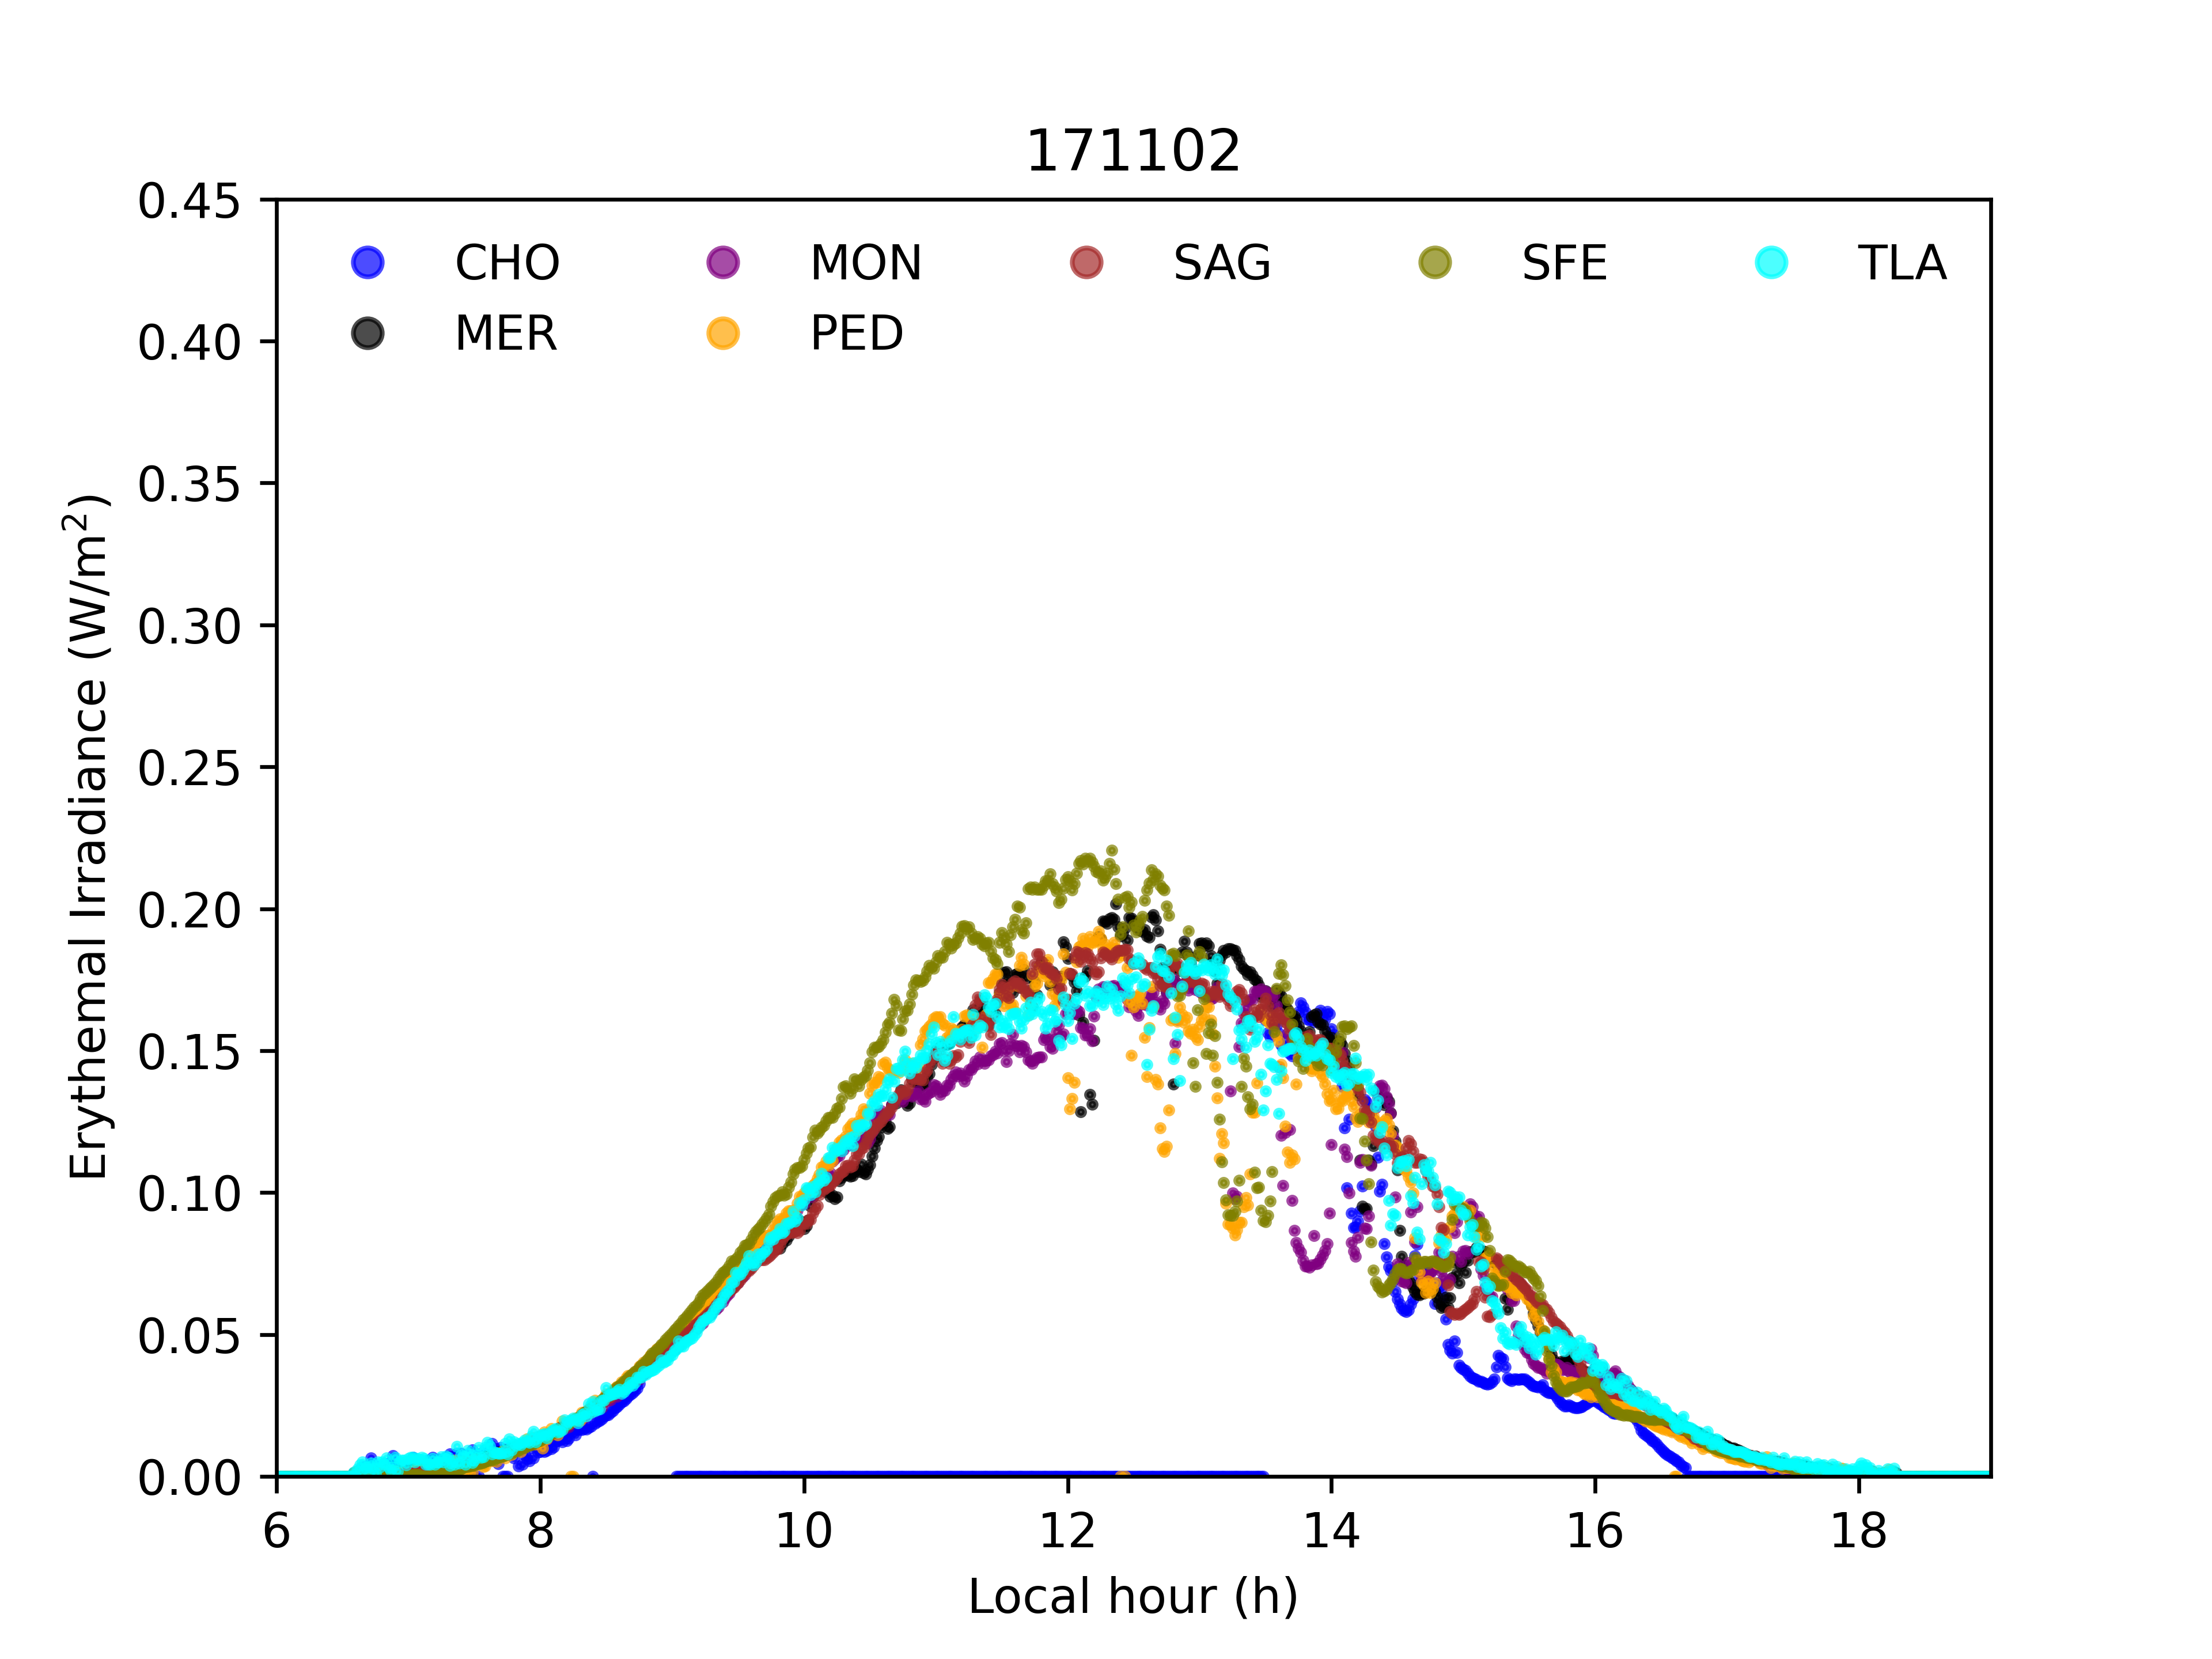 171102
0.45
CHO MON SAG SFE TLA
MER PED
0.40
0.35
0.30
0.25
0.20
0.15
0.10
0.05
0.00
Erythemal Irradiance (W/m²)
6 8 10 12 14 16 18
Local hour (h)